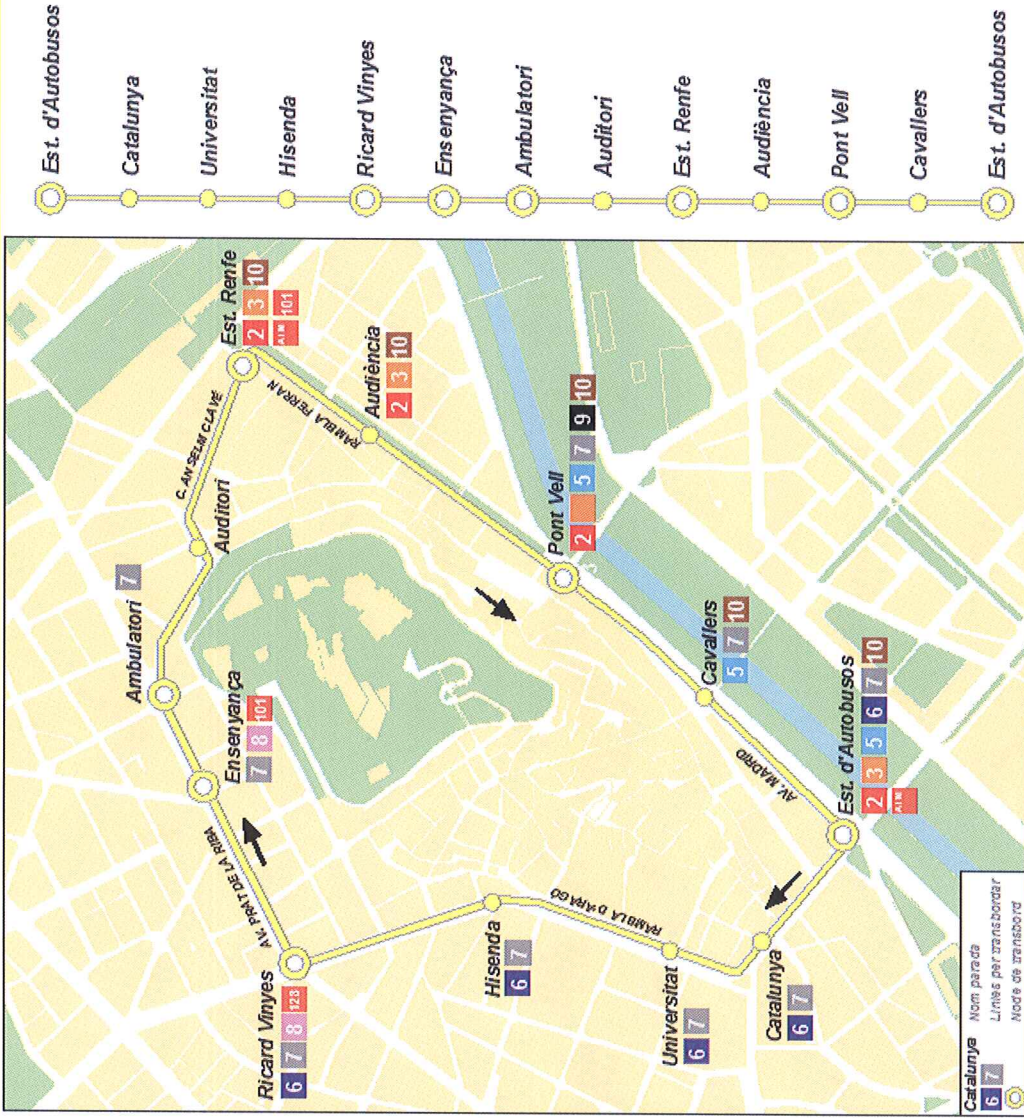 Est. d'Autobusos
Catalunya
Universitat
Hisenda
Ricard Vinyes
Ensenyança
Ambulatori
Auditori
Est. Renfe
Audiència
Pont Vell
Cavallers
Est. d'Autobusos
Est. Renfe
2 3 10
101
C. ANSELM CLAVÉ
RAMBLA FERRAN
Audiència
2 3 10
Auditori
Ambulatori 7
Ensenyança
7 8 101
AV. PRAT DE LA RIBA
Ricard Vinyes
6 7 8 123
Pont Vell
2 5 7 9 10
Cavallers
5 7 10
AV. MADRID
Est. d'Autobusos
2 3 5 6 7 10
Hisenda
6 7
RAMBLA D'ARAGÓ
Universitat
6 7
Catalunya
6 7
Catalunya Nom parada
6 7 Línies per transbordar
Node de transbord